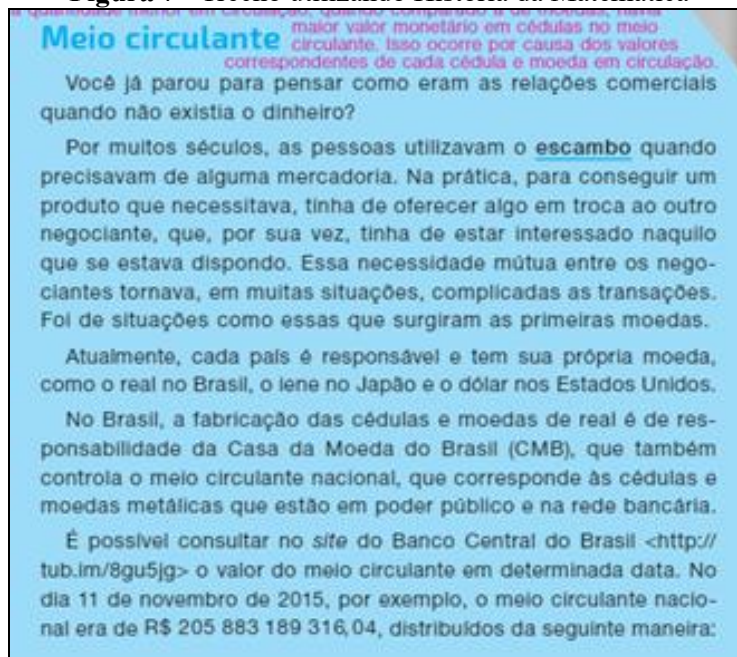 Meio circulante
maior valor monetário em cédulas no meio
circulante. Isso ocorre por causa dos valores
correspondentes de cada cédula e moeda em circulação.
Você já parou para pensar como eram as relações comerciais
quando não existia o dinheiro?
Por muitos séculos, as pessoas utilizavam o escambo quando
precisavam de alguma mercadoria. Na prática, para conseguir um
produto que necessitava, tinha de oferecer algo em troca ao outro
negociante, que, por sua vez, tinha de estar interessado naquilo
que se estava dispondo. Essa necessidade mútua entre os nego-
ciantes tornava, em muitas situações, complicadas as transações.
Foi de situações como essas que surgiram as primeiras moedas.
Atualmente, cada país é responsável e tem sua própria moeda,
como o real no Brasil, o iene no Japão e o dólar nos Estados Unidos.
No Brasil, a fabricação das cédulas e moedas de real é de res-
ponsabilidade da Casa da Moeda do Brasil (CMB), que também
controla o meio circulante nacional, que corresponde às cédulas e
moedas metálicas que estão em poder público e na rede bancária.
É possível consultar no site do Banco Central do Brasil <http://
tub.im/8gu5jg> o valor do meio circulante em determinada data. No
dia 11 de novembro de 2015, por exemplo, o meio circulante nacio-
nal era de R$ 205 883 189 316,04, distribuídos da seguinte maneira: